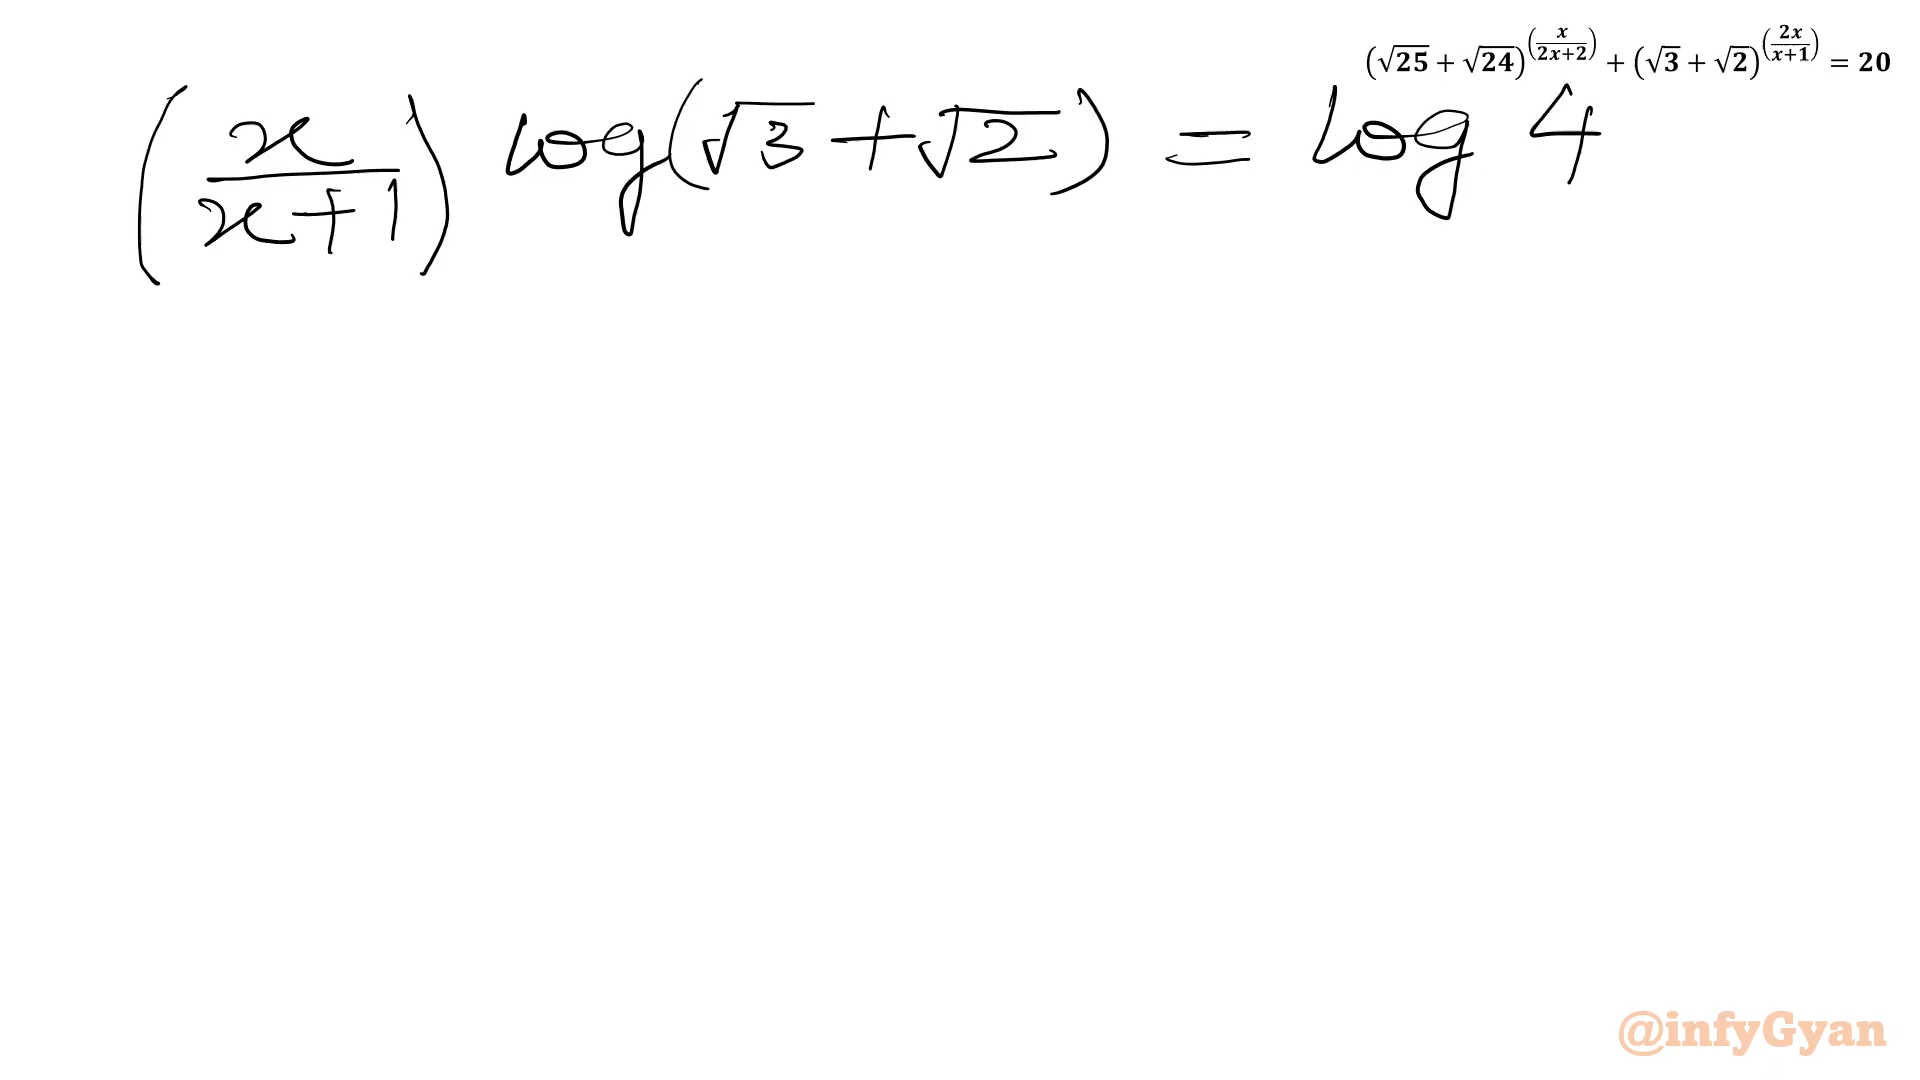 (√25 + √24)^(x/(2x+2)) + (√3 + √2)^(2x/(x+1)) = 20
(x/(x+1)) log(√3 + √2) = log 4
@infyGyan